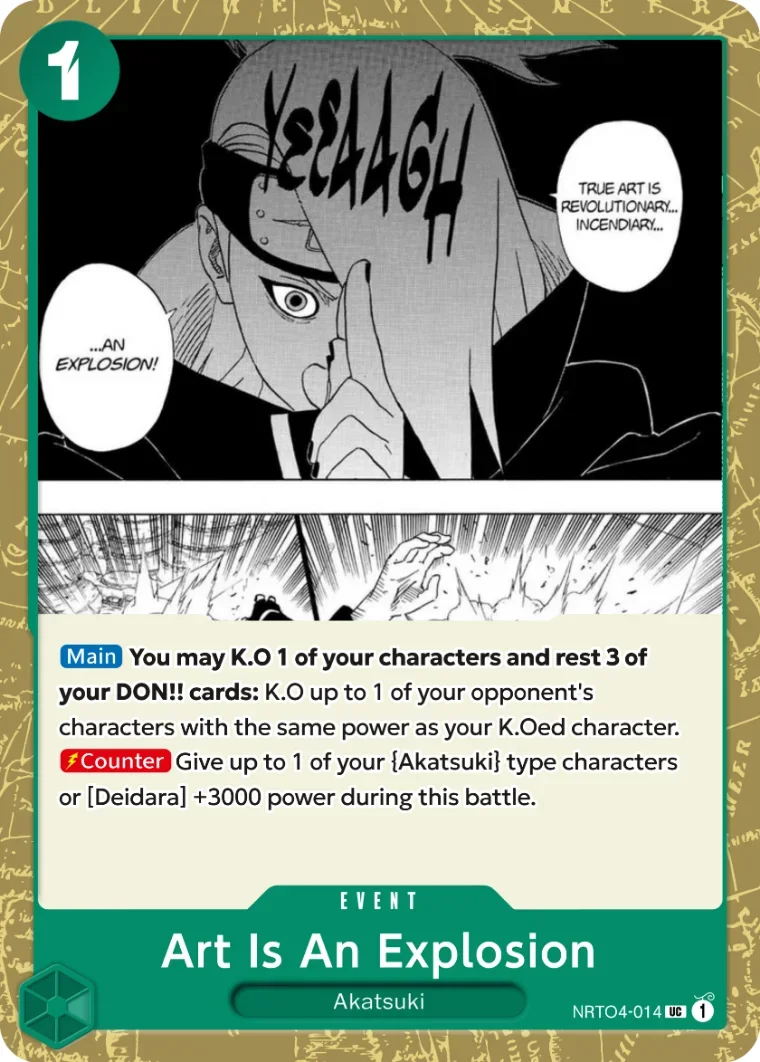 1
YEEAAGH
TRUE ART IS
REVOLUTIONARY...
INCENDIARY...
...AN
EXPLOSION!
Main You may K.O 1 of your characters and rest 3 of
your DON!! cards: K.O up to 1 of your opponent's
characters with the same power as your K.Oed character.
Counter Give up to 1 of your {Akatsuki} type characters
or [Deidara] +3000 power during this battle.
EVENT
Art Is An Explosion
Akatsuki
NRTO4-014 UC 1